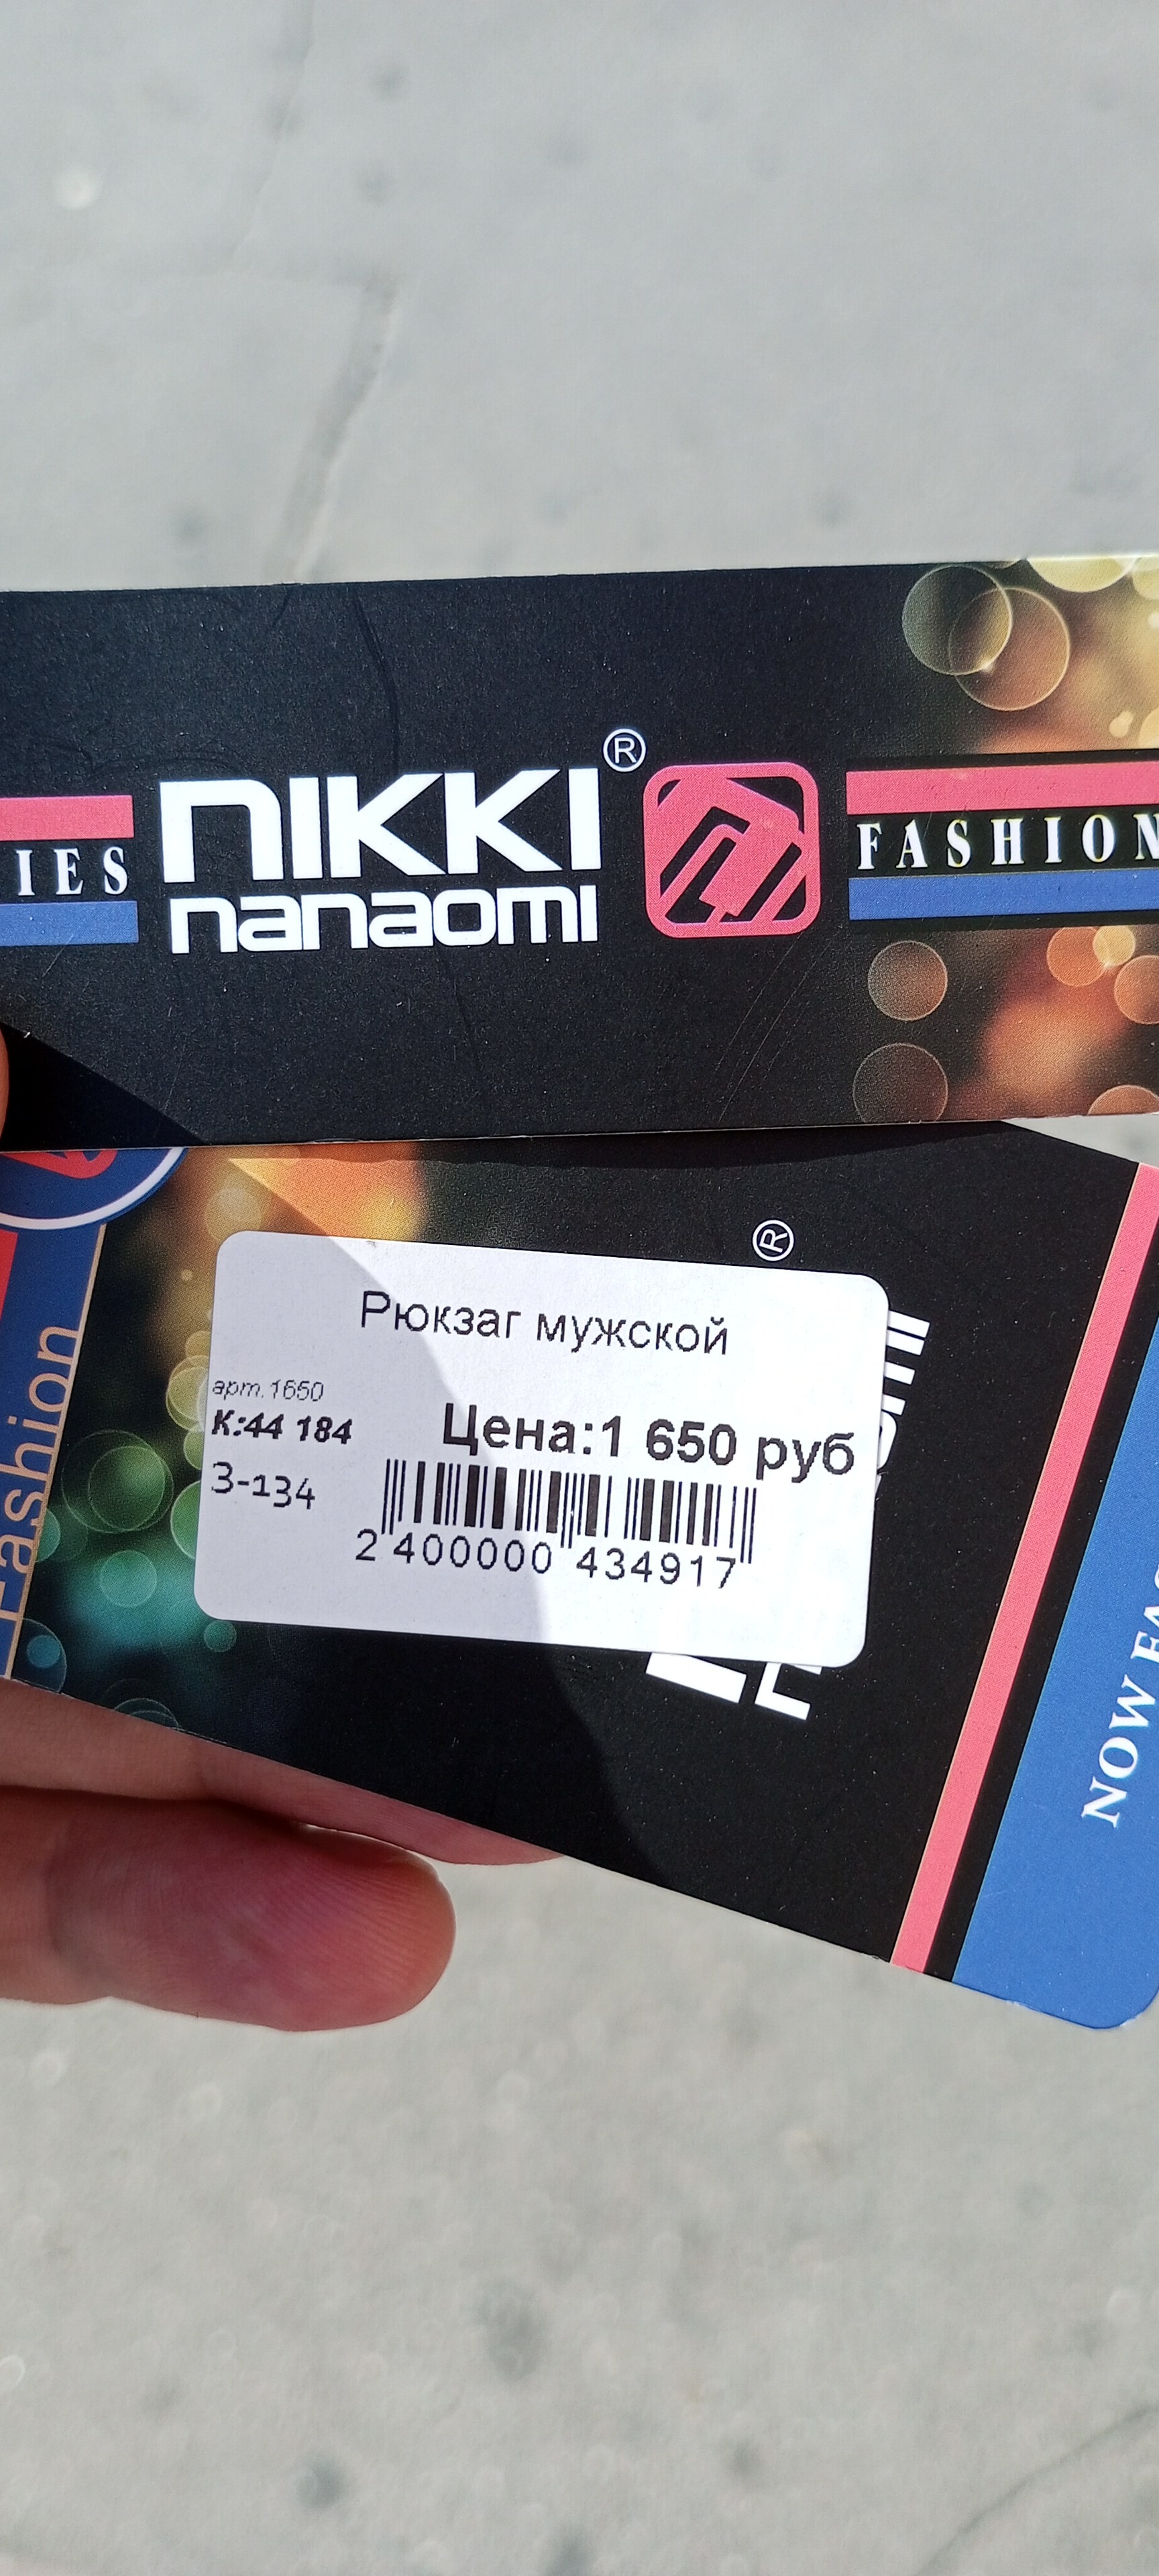 NIKKI®
nanaomi
IES
FASHION
Рюкзаг мужской
арт.1650
К:44 184
Цена:1 650 руб
3-134
2 400000 434917
®
Fashion
NOW